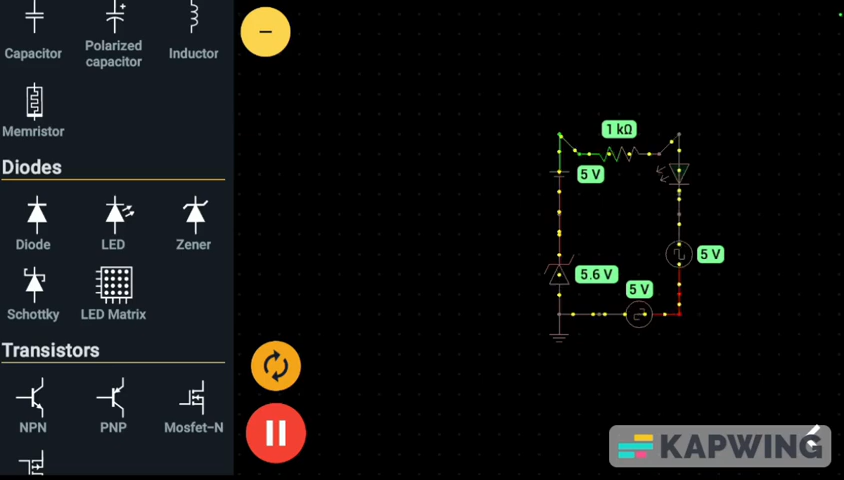 Capacitor
Polarized
capacitor
Inductor
Memristor
Diodes
Diode
LED
Zener
Schottky
LED Matrix
Transistors
NPN
PNP
Mosfet-N
1 kΩ
5 V
5 V
5.6 V
5 V
KAPWING